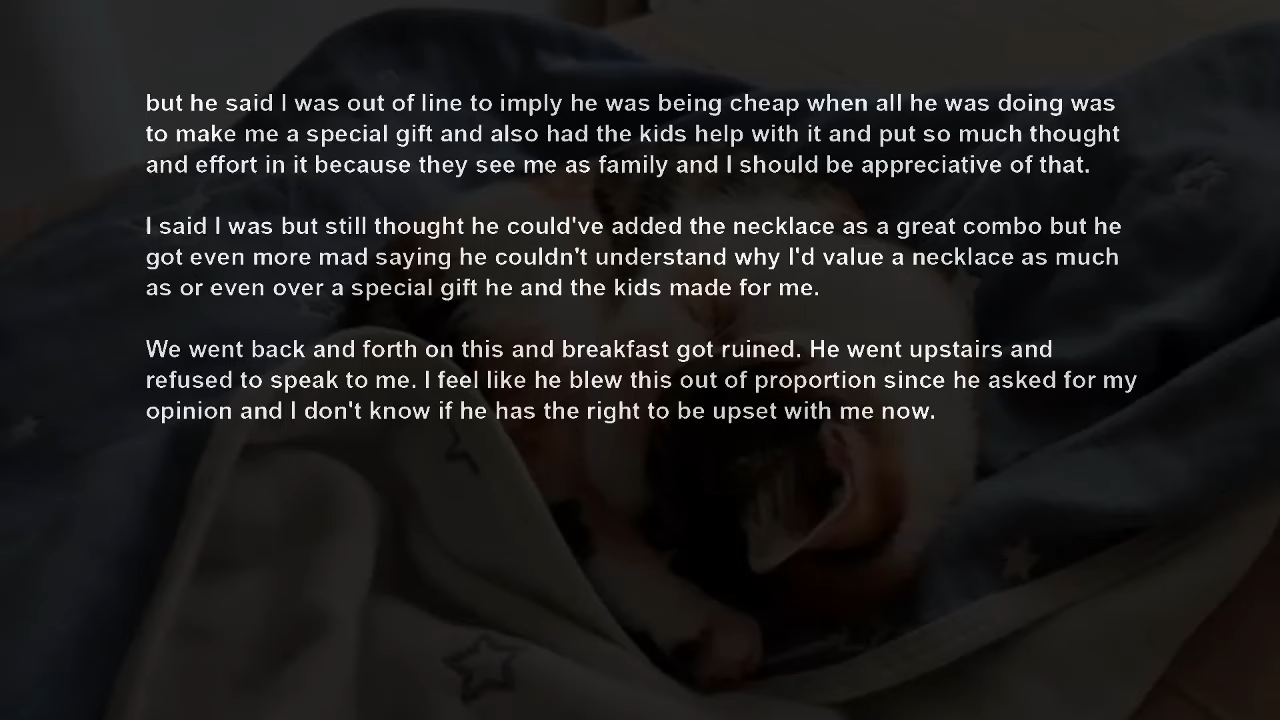 but he said I was out of line to imply he was being cheap when all he was doing was
to make me a special gift and also had the kids help with it and put so much thought
and effort in it because they see me as family and I should be appreciative of that.
I said I was but still thought he could've added the necklace as a great combo but he
got even more mad saying he couldn't understand why I'd value a necklace as much
as or even over a special gift he and the kids made for me.
We went back and forth on this and breakfast got ruined. He went upstairs and
refused to speak to me. I feel like he blew this out of proportion since he asked for my
opinion and I don't know if he has the right to be upset with me now.